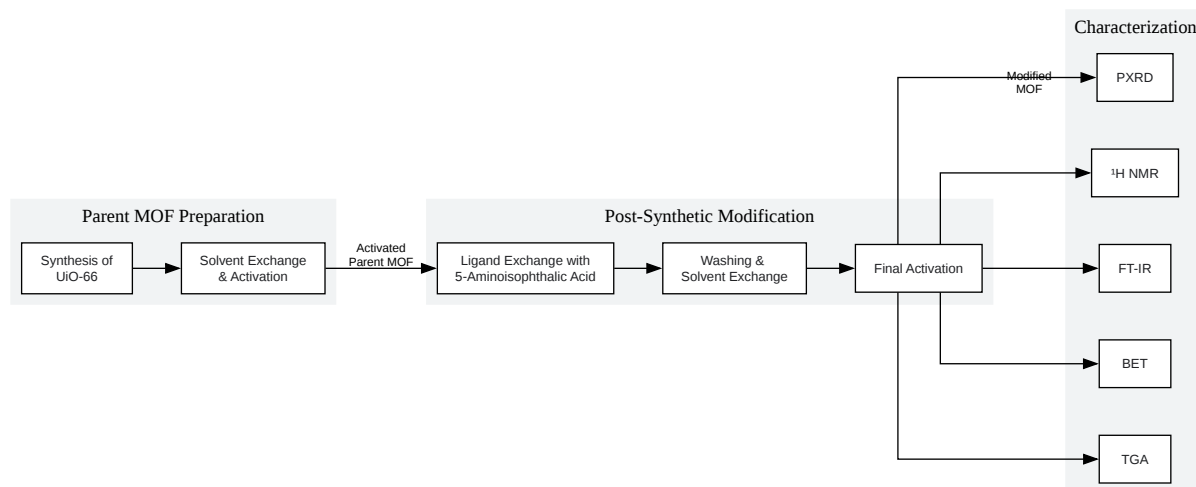 Characterization
Modified
MOF
PXRD
¹H NMR
Parent MOF Preparation
Synthesis of
UiO-66
Solvent Exchange
& Activation
Activated
Parent MOF
Post-Synthetic Modification
Ligand Exchange with
5-Aminoisophthalic Acid
Washing &
Solvent Exchange
Final Activation
FT-IR
BET
TGA